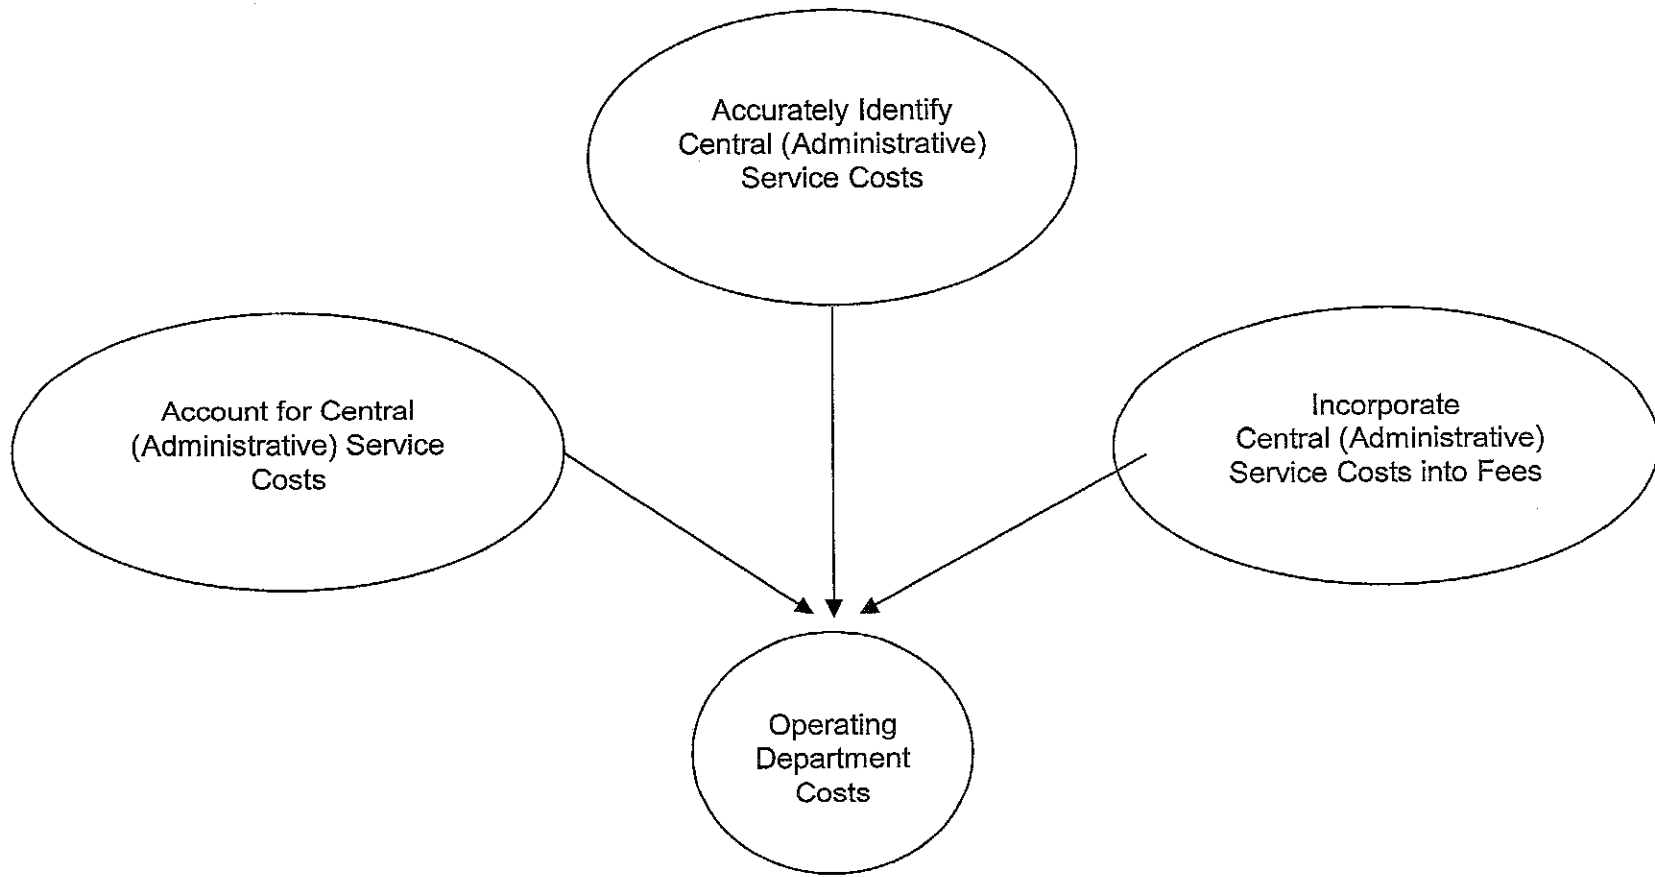 Accurately Identify
Central (Administrative)
Service Costs
Account for Central
(Administrative) Service
Costs
Incorporate
Central (Administrative)
Service Costs into Fees
Operating
Department
Costs